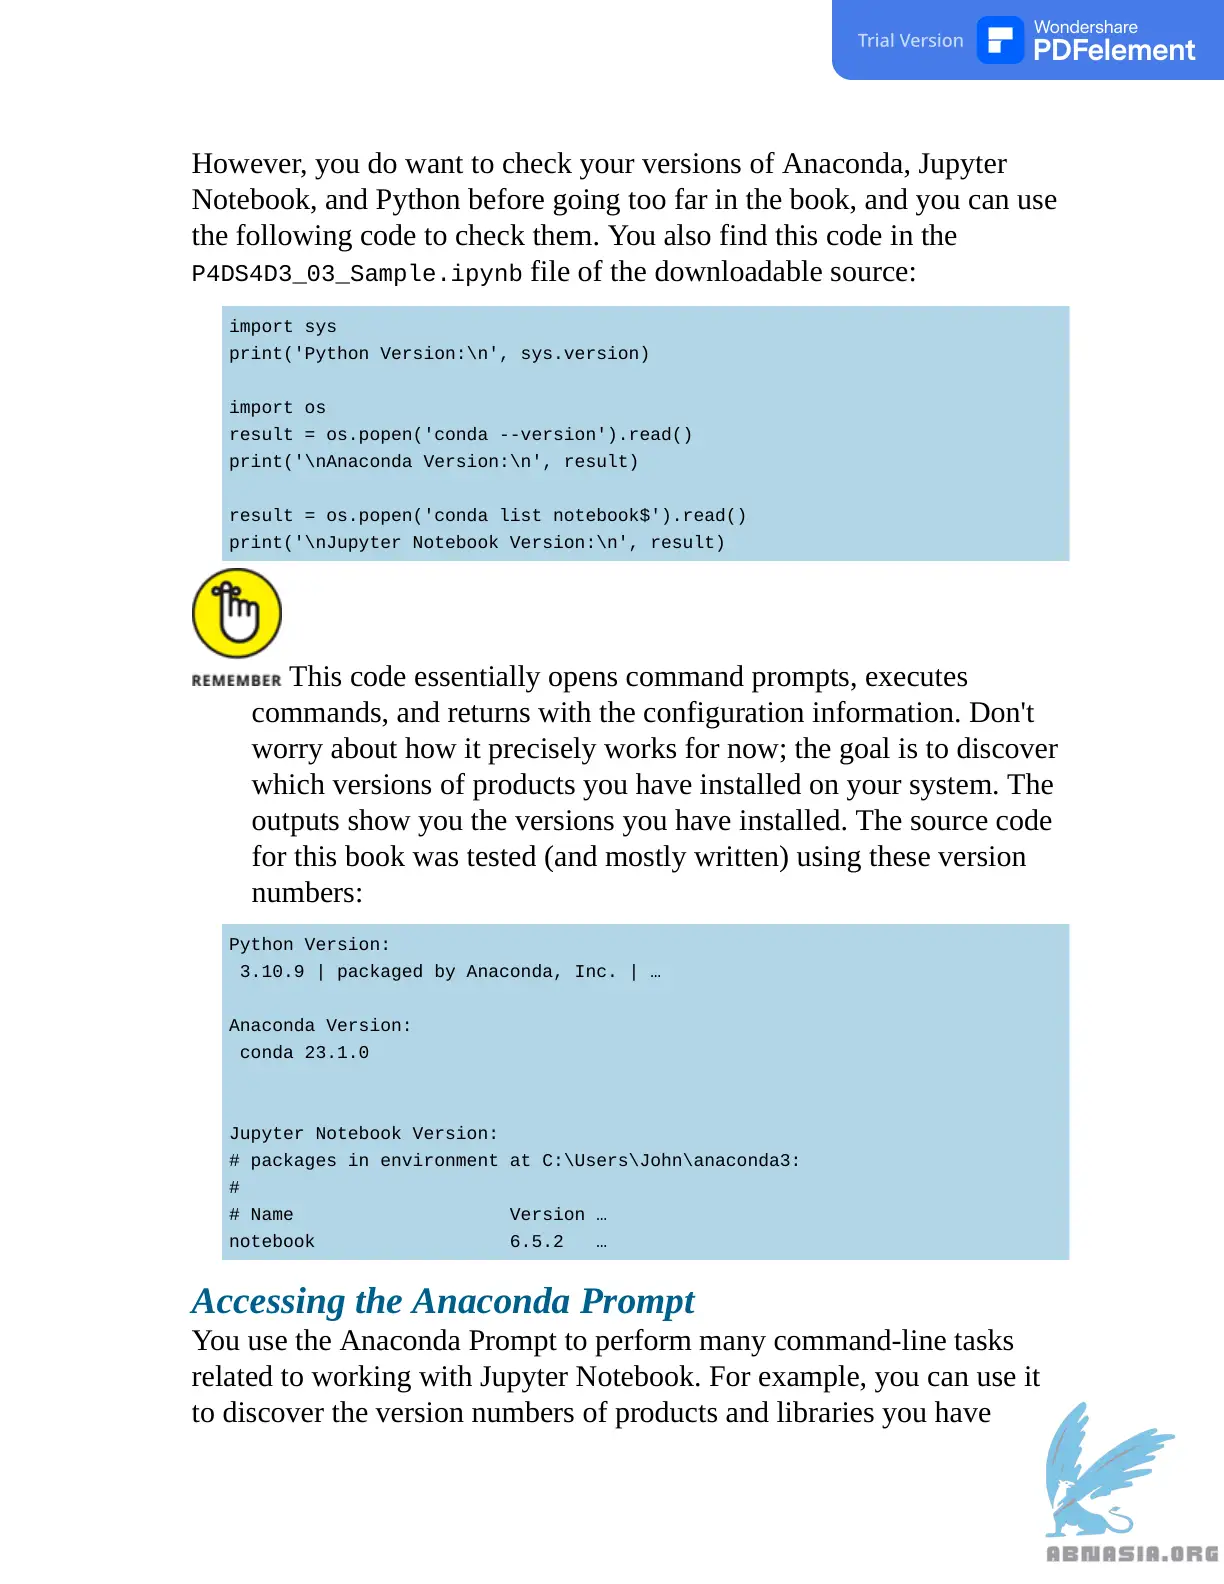 Trial Version
Wondershare
PDFelement
However, you do want to check your versions of Anaconda, Jupyter
Notebook, and Python before going too far in the book, and you can use
the following code to check them. You also find this code in the
P4DS4D3_03_Sample.ipynb file of the downloadable source:
import sys
print('Python Version:\n', sys.version)
import os
result = os.popen('conda --version').read()
print('\nAnaconda Version:\n', result)
result = os.popen('conda list notebook$').read()
print('\nJupyter Notebook Version:\n', result)
REMEMBER This code essentially opens command prompts, executes
commands, and returns with the configuration information. Don't
worry about how it precisely works for now; the goal is to discover
which versions of products you have installed on your system. The
outputs show you the versions you have installed. The source code
for this book was tested (and mostly written) using these version
numbers:
Python Version:
3.10.9 | packaged by Anaconda, Inc. | …
Anaconda Version:
conda 23.1.0
Jupyter Notebook Version:
# packages in environment at C:\Users\John\anaconda3:
#
# Name                    Version …
notebook                  6.5.2   …
Accessing the Anaconda Prompt
You use the Anaconda Prompt to perform many command-line tasks
related to working with Jupyter Notebook. For example, you can use it
to discover the version numbers of products and libraries you have
ABNASIA.ORG